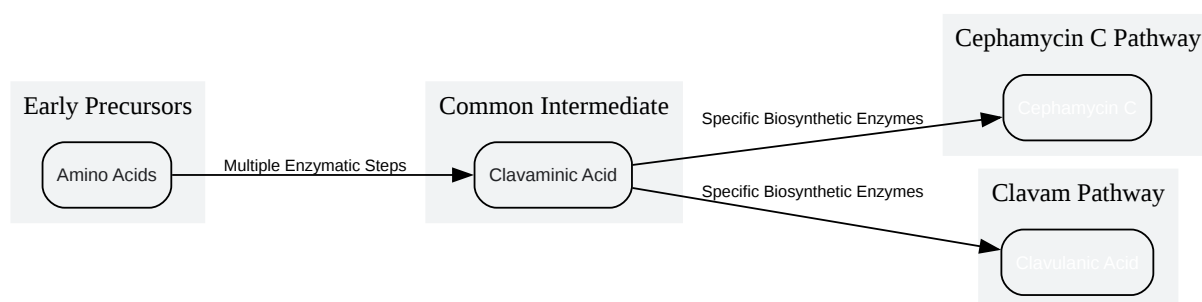 Cephamycin C Pathway
Early Precursors
Common Intermediate
Specific Biosynthetic Enzymes
Cephamycin C
Amino Acids
Multiple Enzymatic Steps
Clavaminic Acid
Specific Biosynthetic Enzymes
Clavam Pathway
Clavulanic Acid